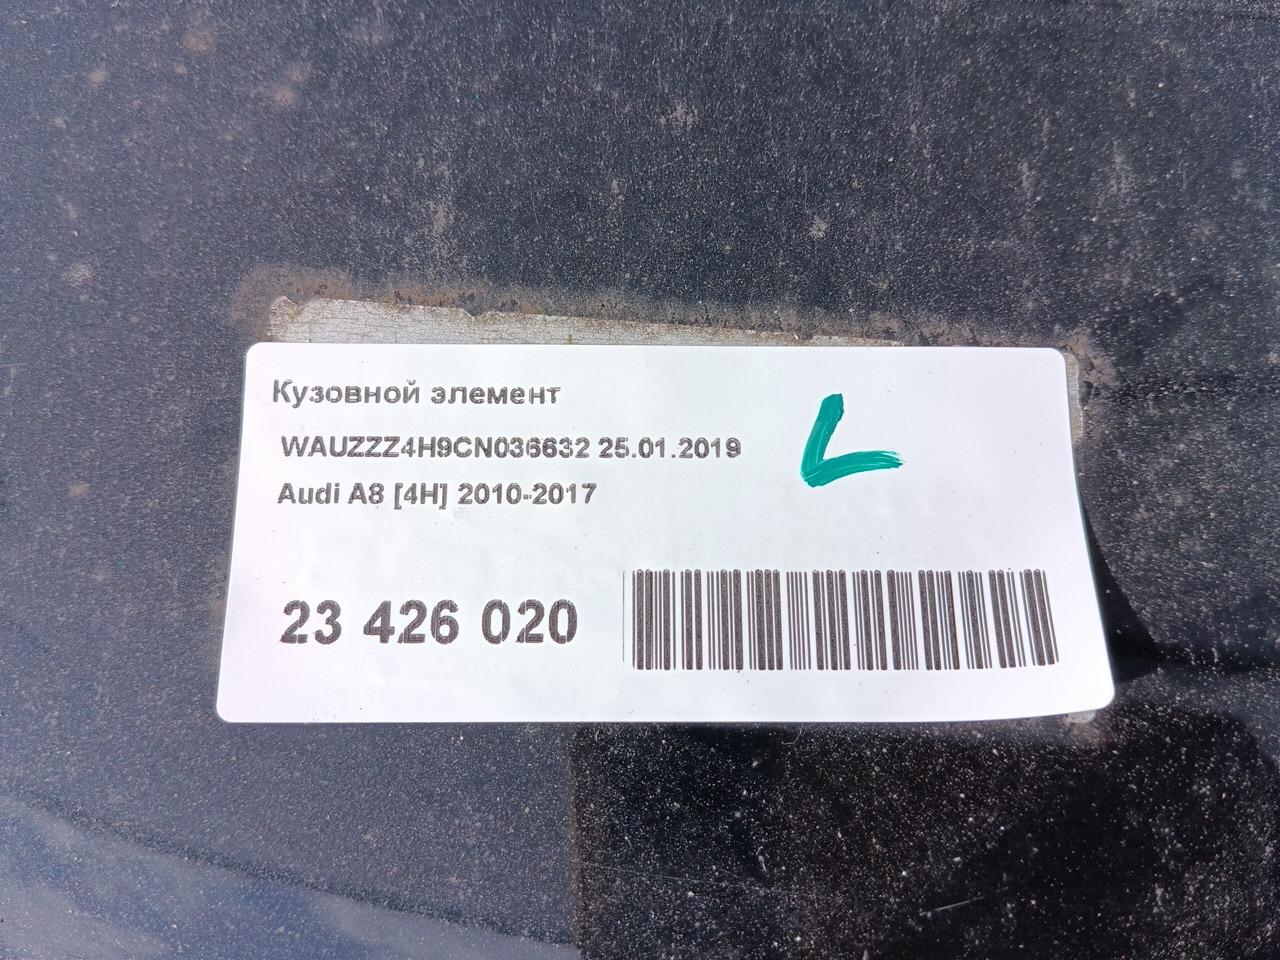 Кузовной элемент
WAUZZZ4H9CN036632 25.01.2019
Audi A8 [4H] 2010-2017
23 426 020
L